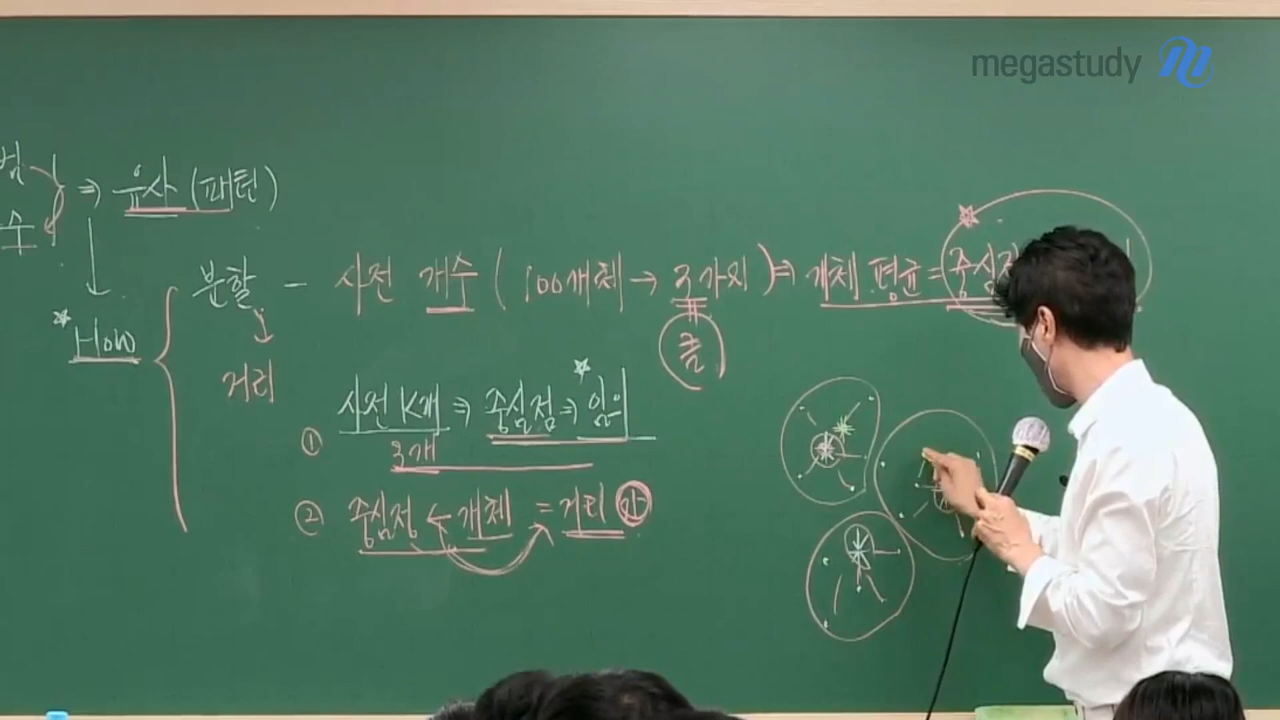 megastudy
⇒ 유사 (패턴)
수
분할 - 사전 개수 (100개체 → 3가지) ⇒ 개체 평균 = 중심점
How
거리
① 사전 K개 ⇒ 중심점 ⇒ 임의
3개
② 중심점 ← 개체 = 거리